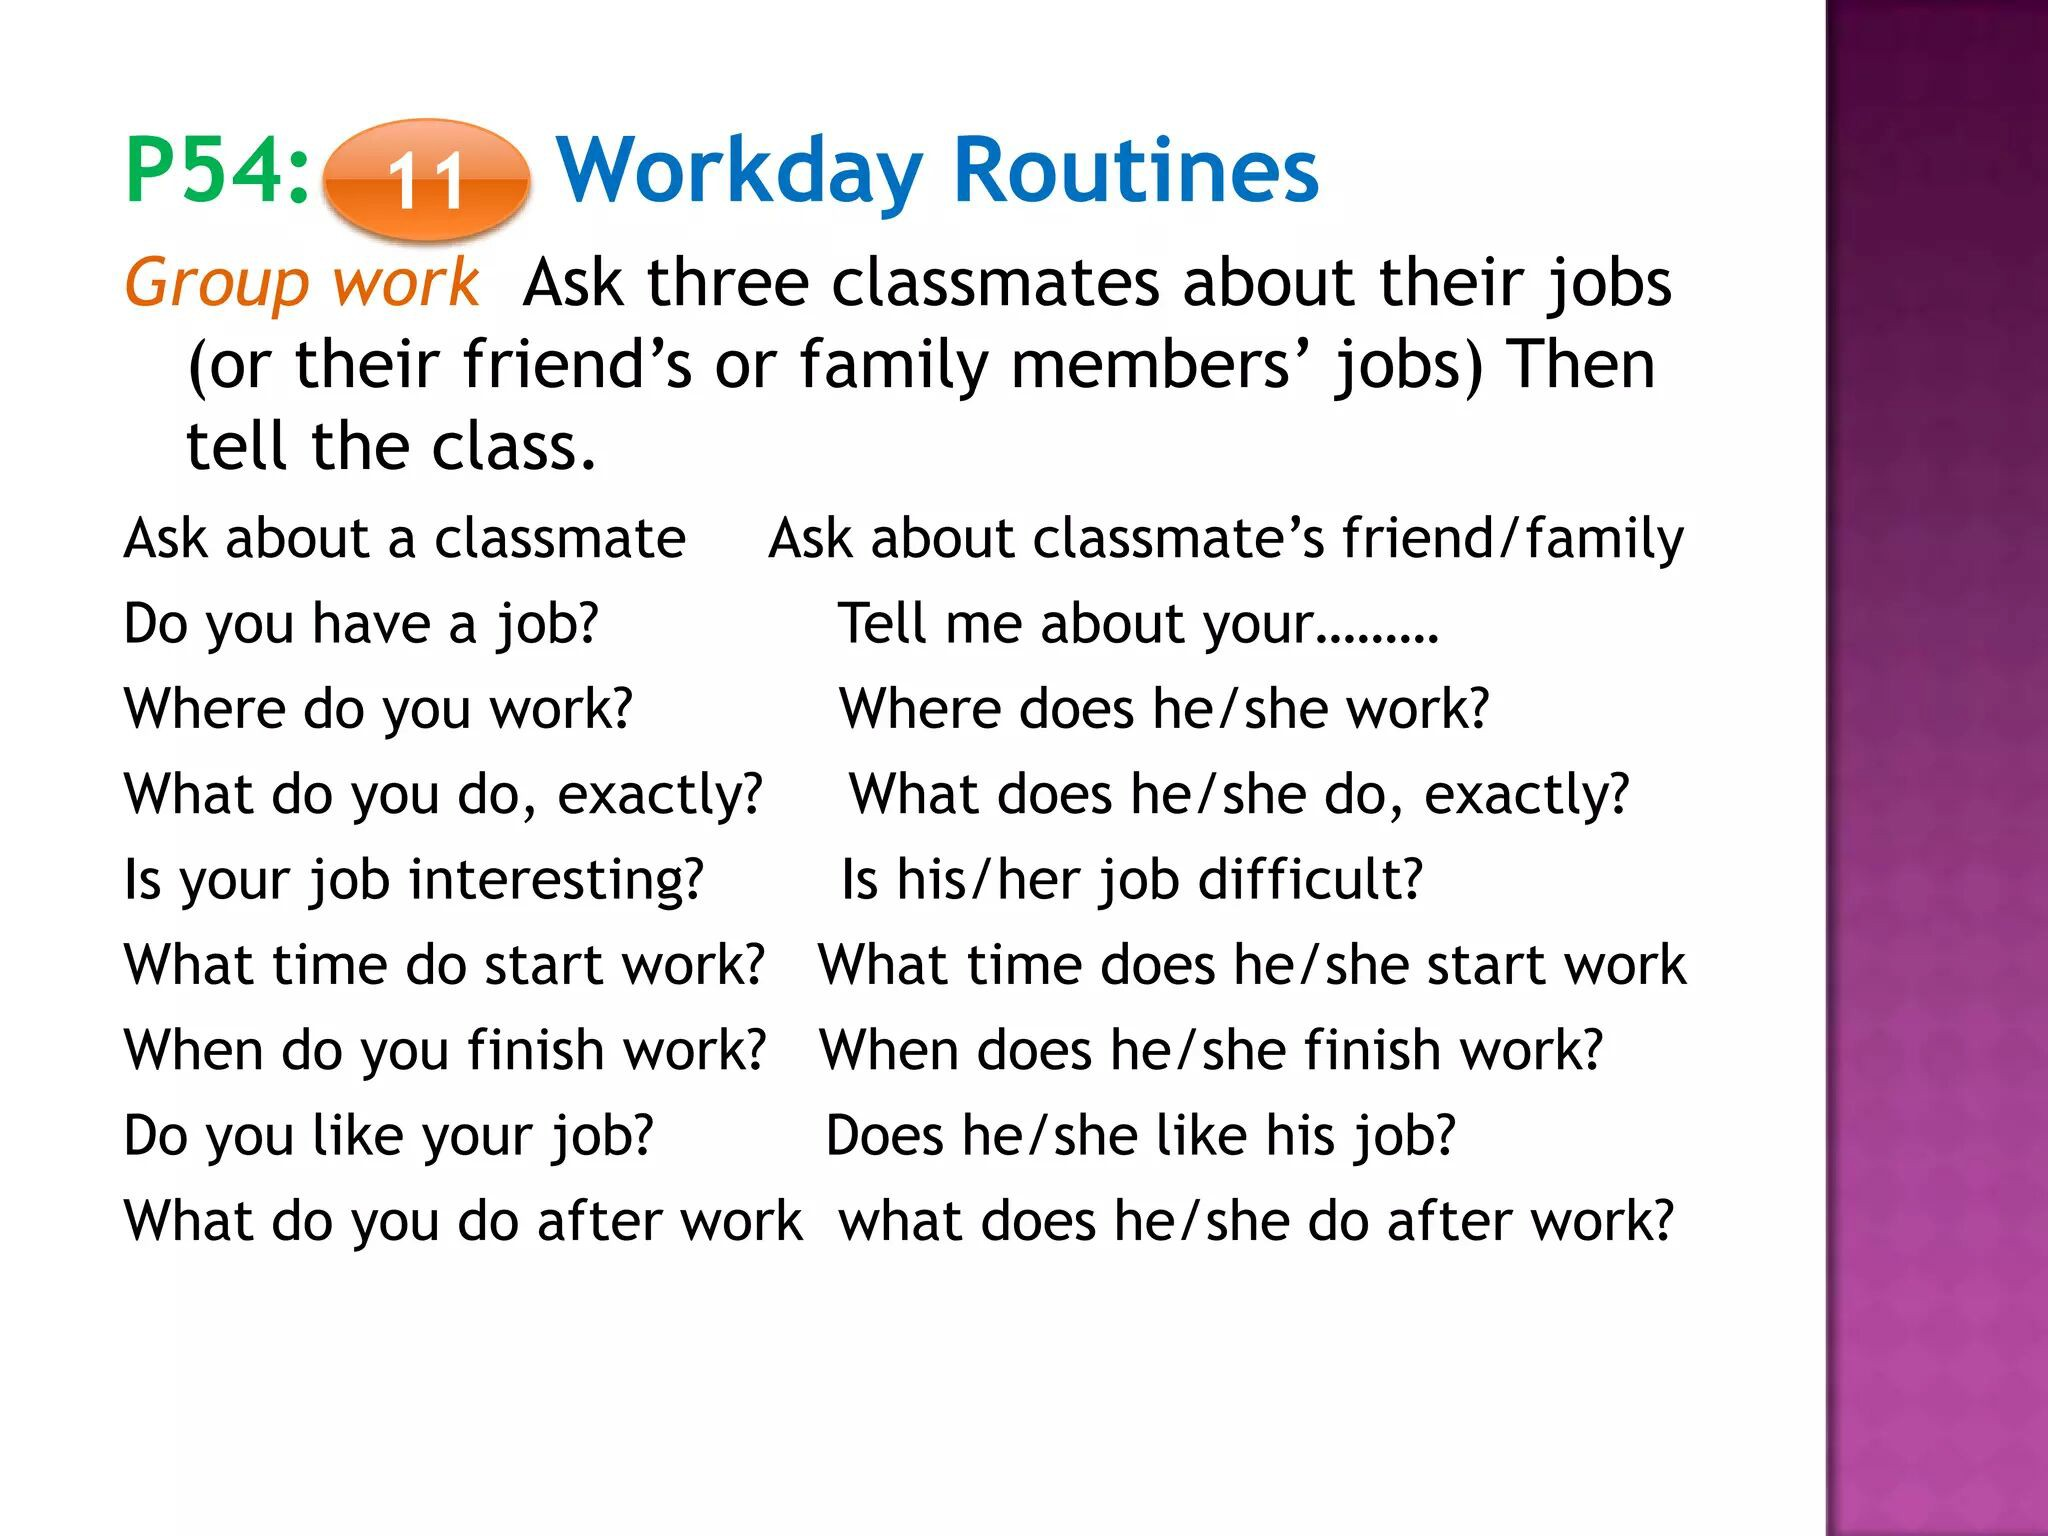 P54: 11 Workday Routines
Group work Ask three classmates about their jobs
(or their friend’s or family members’ jobs) Then
tell the class.
Ask about a classmate Ask about classmate’s friend/family
Do you have a job? Tell me about your………
Where do you work? Where does he/she work?
What do you do, exactly? What does he/she do, exactly?
Is your job interesting? Is his/her job difficult?
What time do start work? What time does he/she start work
When do you finish work? When does he/she finish work?
Do you like your job? Does he/she like his job?
What do you do after work what does he/she do after work?